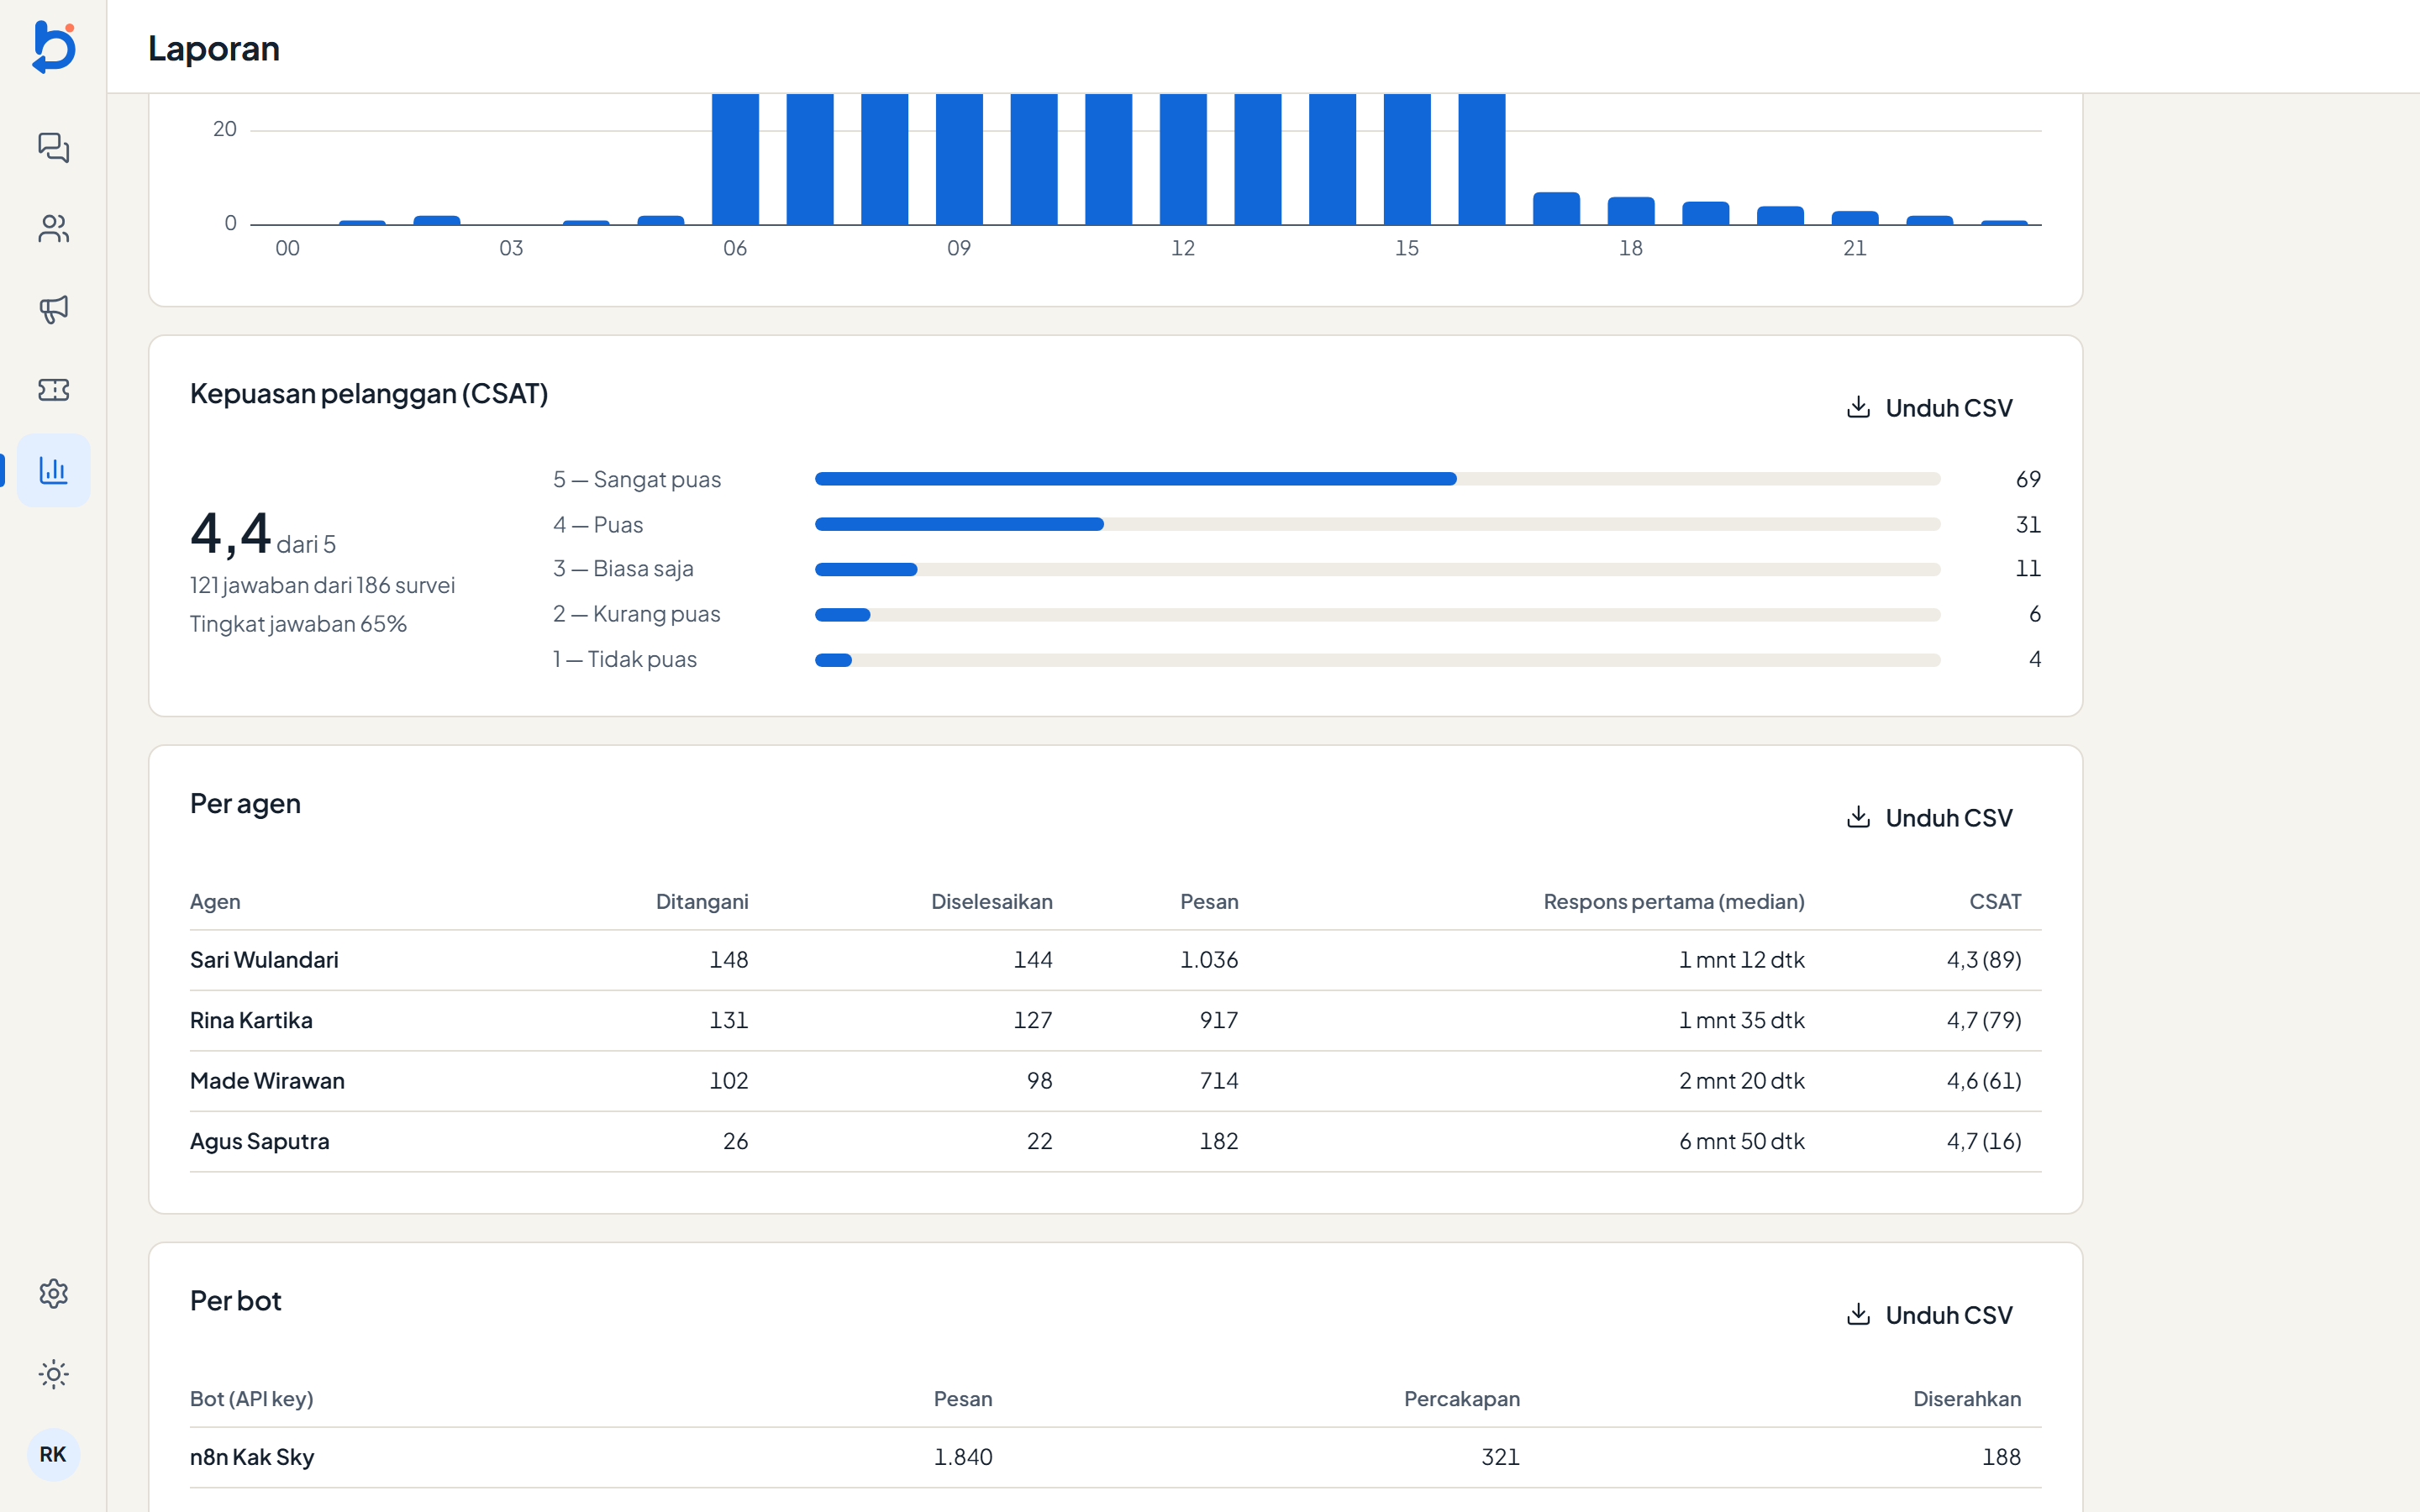 Laporan
20
0
00 03 06 09 12 15 18 21
Kepuasan pelanggan (CSAT)
Unduh CSV
4,4 dari 5
121 jawaban dari 186 survei
Tingkat jawaban 65%
5 — Sangat puas 69
4 — Puas 31
3 — Biasa saja 11
2 — Kurang puas 6
1 — Tidak puas 4
Per agen
Unduh CSV
Agen Ditangani Diselesaikan Pesan Respons pertama (median) CSAT
Sari Wulandari 148 144 1.036 1 mnt 12 dtk 4,3 (89)
Rina Kartika 131 127 917 1 mnt 35 dtk 4,7 (79)
Made Wirawan 102 98 714 2 mnt 20 dtk 4,6 (61)
Agus Saputra 26 22 182 6 mnt 50 dtk 4,7 (16)
Per bot
Unduh CSV
Bot (API key) Pesan Percakapan Diserahkan
n8n Kak Sky 1.840 321 188
RK